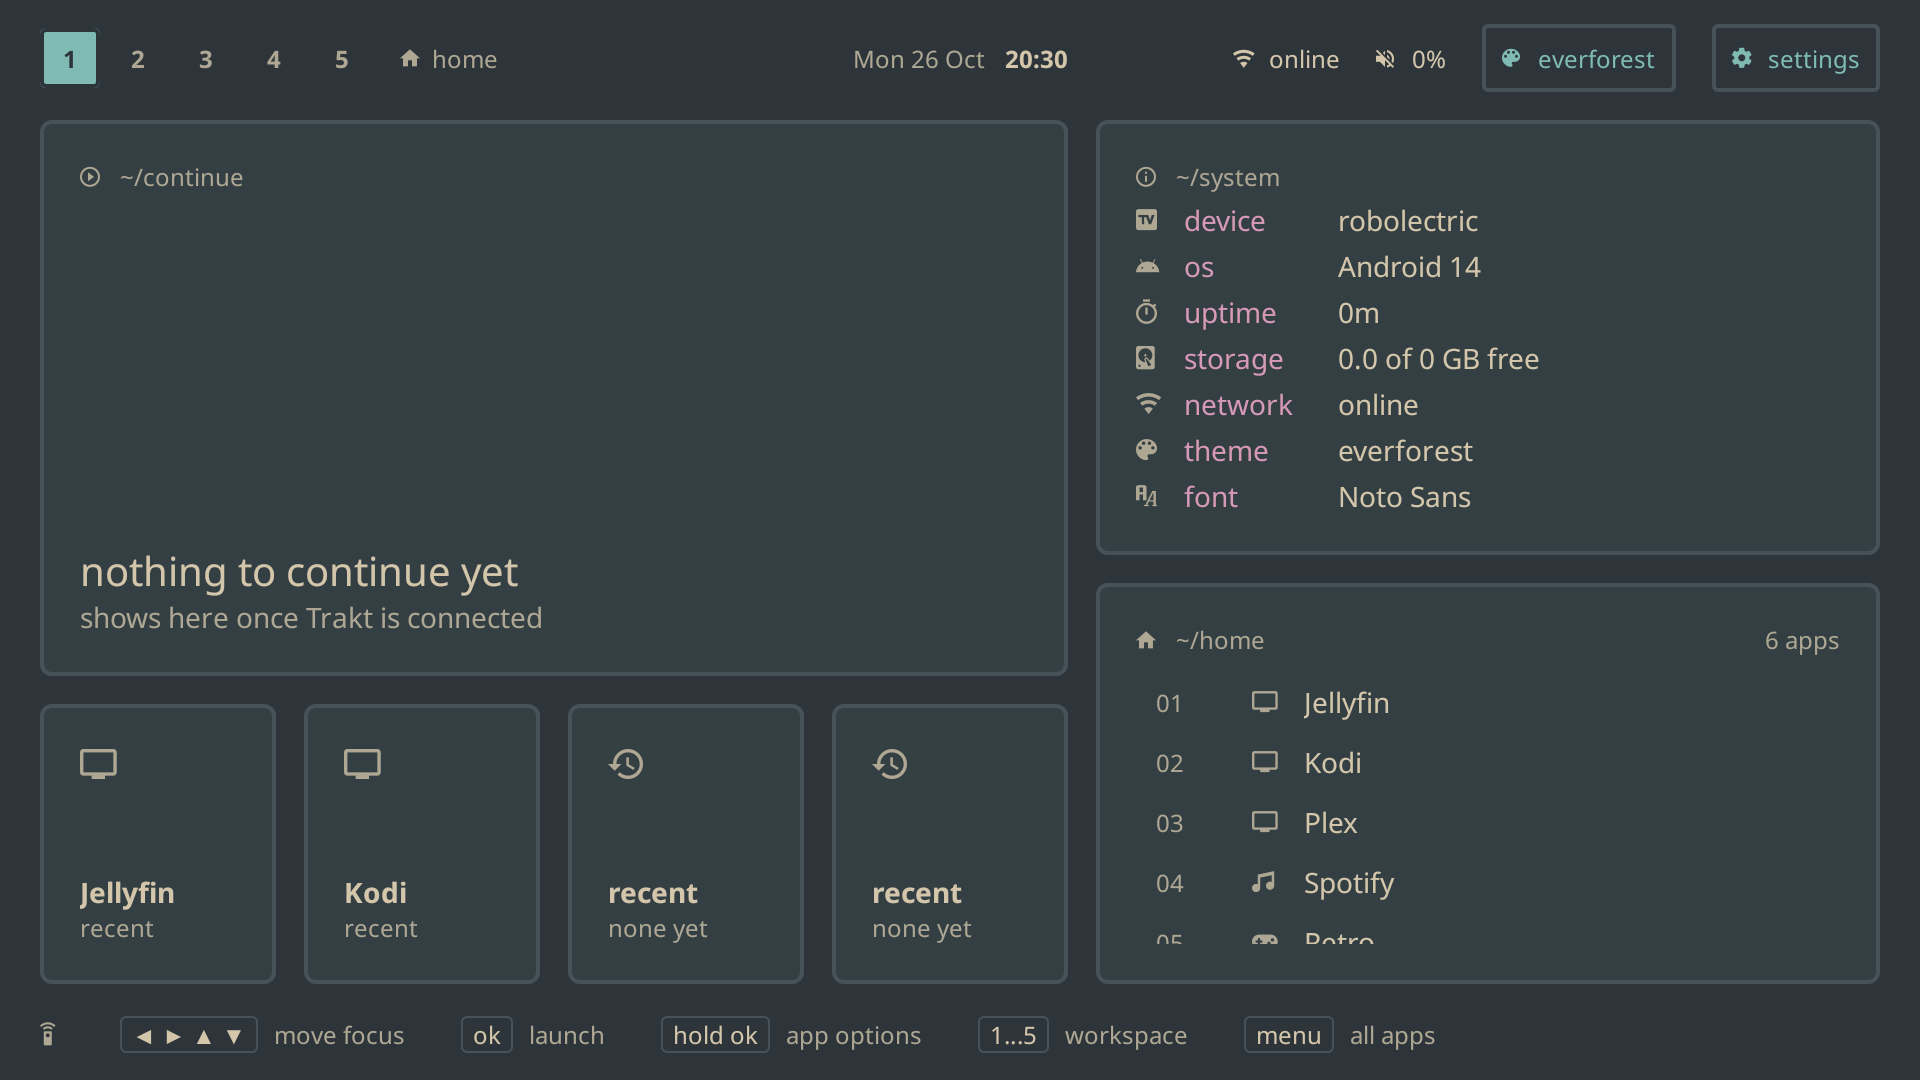 1 2 3 4 5 home Mon 26 Oct 20:30 online 0% everforest settings
~/continue
nothing to continue yet
shows here once Trakt is connected
~/system
device robolectric
os Android 14
uptime 0m
storage 0.0 of 0 GB free
network online
theme everforest
font Noto Sans
Jellyfin
recent
Kodi
recent
recent
none yet
recent
none yet
~/home 6 apps
01 Jellyfin
02 Kodi
03 Plex
04 Spotify
05 Retro
◀ ▶ ▲ ▼ move focus ok launch hold ok app options 1...5 workspace menu all apps